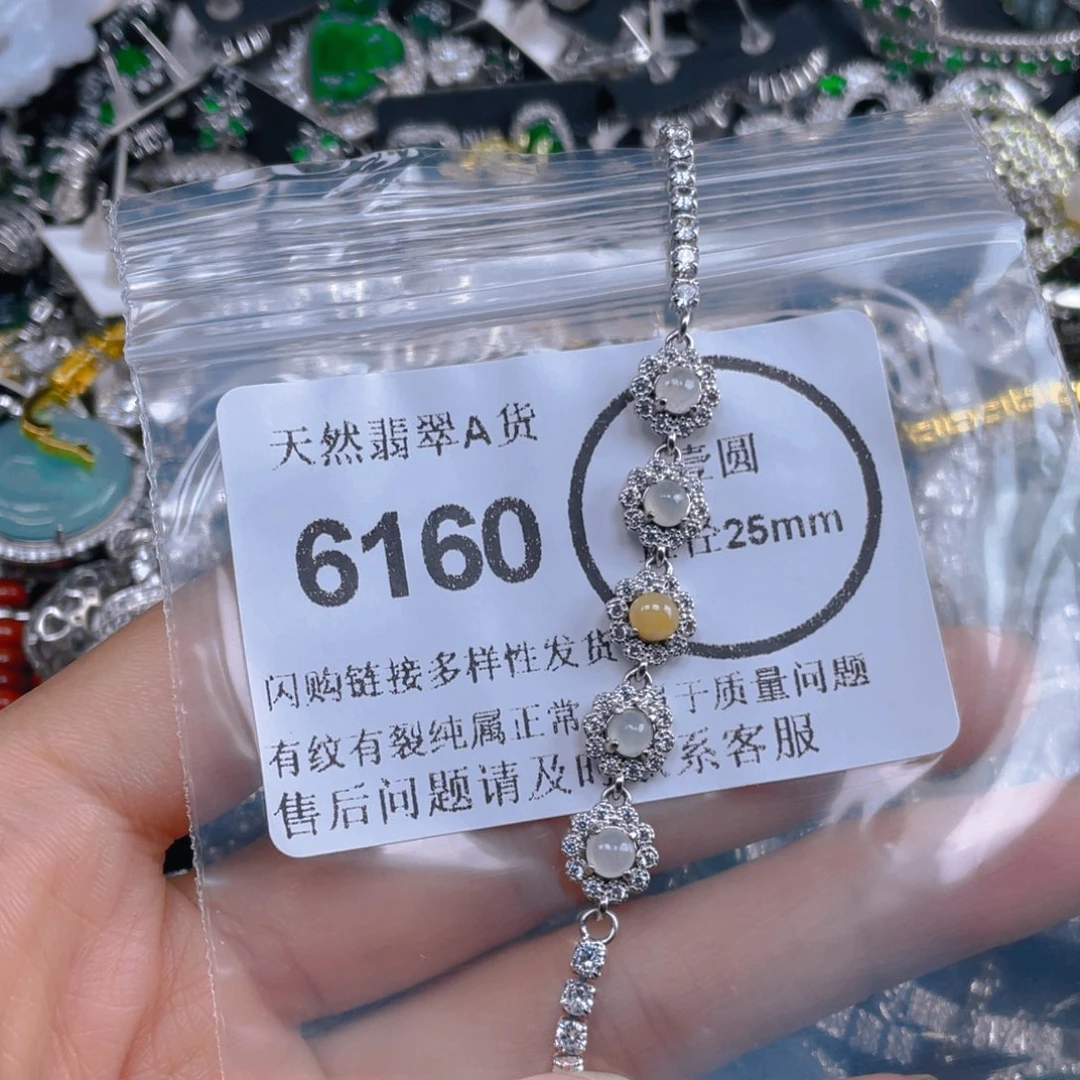 天然翡翠A货
6160
壹圆
径25mm
闪购链接多样性发货
有纹有裂纯属正常 于质量问题
售后问题请及时 系客服